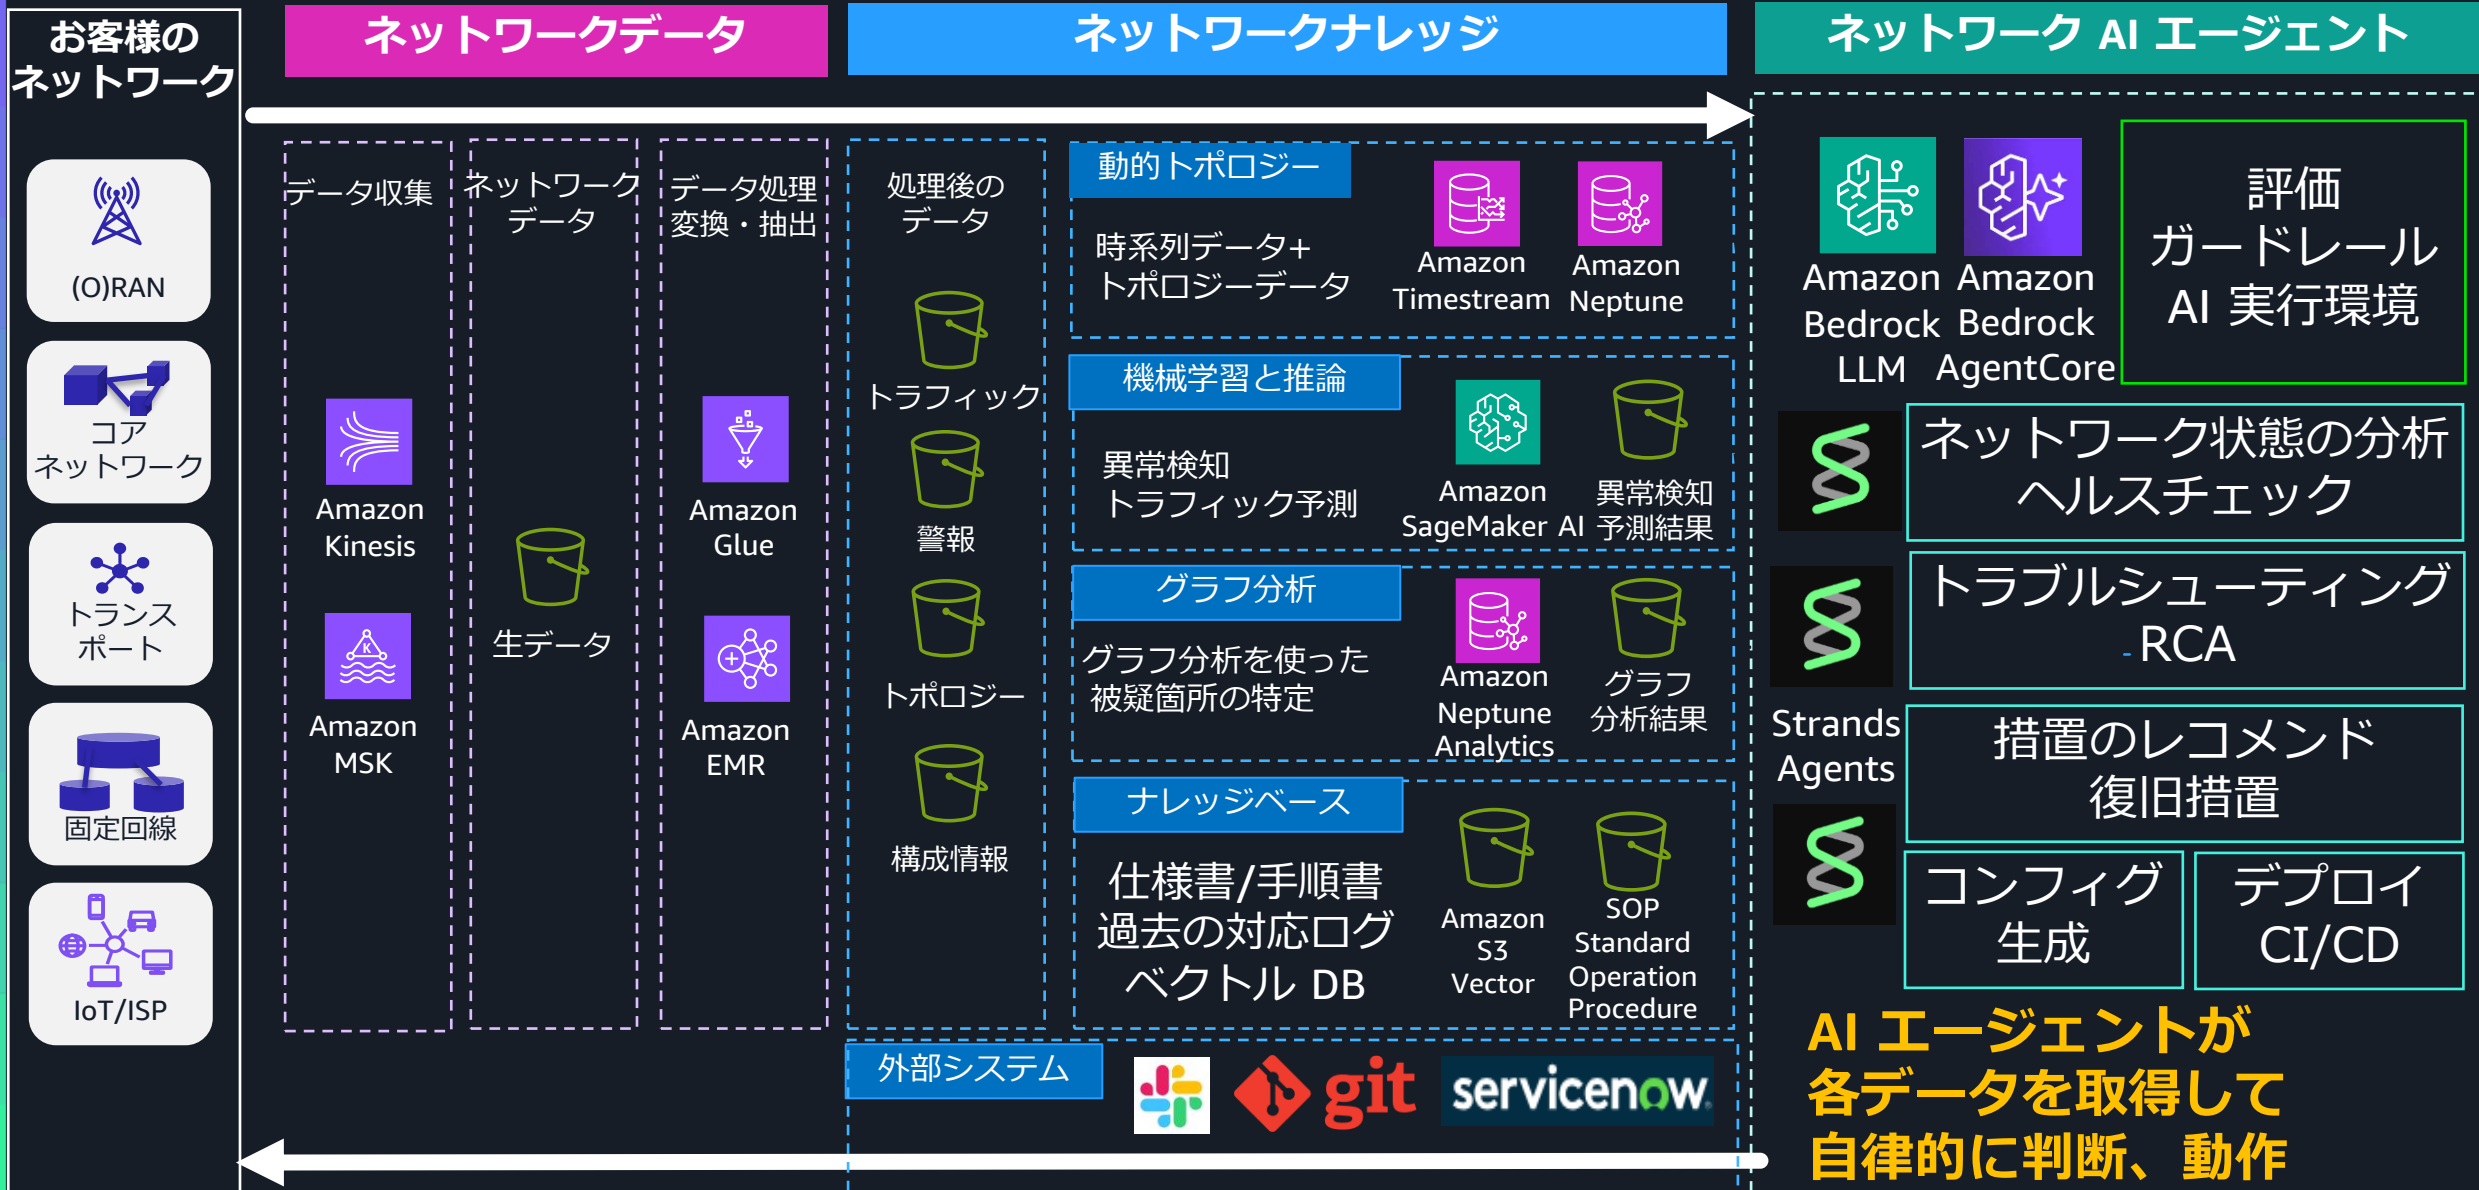 お客様の
ネットワーク
(O)RAN
コア
ネットワーク
トランス
ポート
固定回線
IoT/ISP
ネットワークデータ
データ収集
Amazon
Kinesis
Amazon
MSK
ネットワーク
データ
生データ
データ処理
変換・抽出
Amazon
Glue
Amazon
EMR
ネットワークナレッジ
処理後の
データ
トラフィック
警報
トポロジー
構成情報
動的トポロジー
時系列データ+
トポロジーデータ
Amazon
Timestream
Amazon
Neptune
機械学習と推論
異常検知
トラフィック予測
Amazon
SageMaker AI
異常検知
予測結果
グラフ分析
グラフ分析を使った
被疑箇所の特定
Amazon
Neptune
Analytics
グラフ
分析結果
ナレッジベース
仕様書/手順書
過去の対応ログ
ベクトル DB
Amazon
S3
Vector
SOP
Standard
Operation
Procedure
外部システム
git
servicenow
ネットワーク AI エージェント
Amazon
Bedrock
LLM
Amazon
Bedrock
AgentCore
評価
ガードレール
AI 実行環境
Strands
Agents
ネットワーク状態の分析
ヘルスチェック
トラブルシューティング
-RCA
措置のレコメンド
復旧措置
コンフィグ
生成
デプロイ
CI/CD
AI エージェントが
各データを取得して
自律的に判断、動作